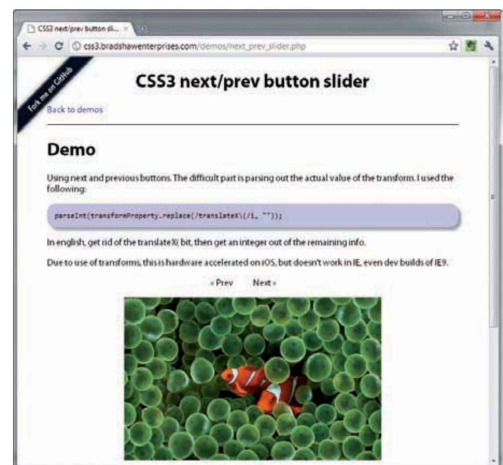 CSS3 next/prev button sli...
css3.bradshawenterprises.com/demos/next_prev_slider.php
Fork me on GitHub
CSS3 next/prev button slider
Back to demos
Demo
Using next and previous buttons. The difficult part is parsing out the actual value of the transform. I used the
following:
parseInt(transformProperty.replace(/translateX\(/i, ""));
In english, get rid of the translateX( bit, then get an integer out of the remaining info.
Due to use of transforms, this is hardware accelerated on iOS, but doesn't work in IE, even dev builds of IE9.
« Prev Next »